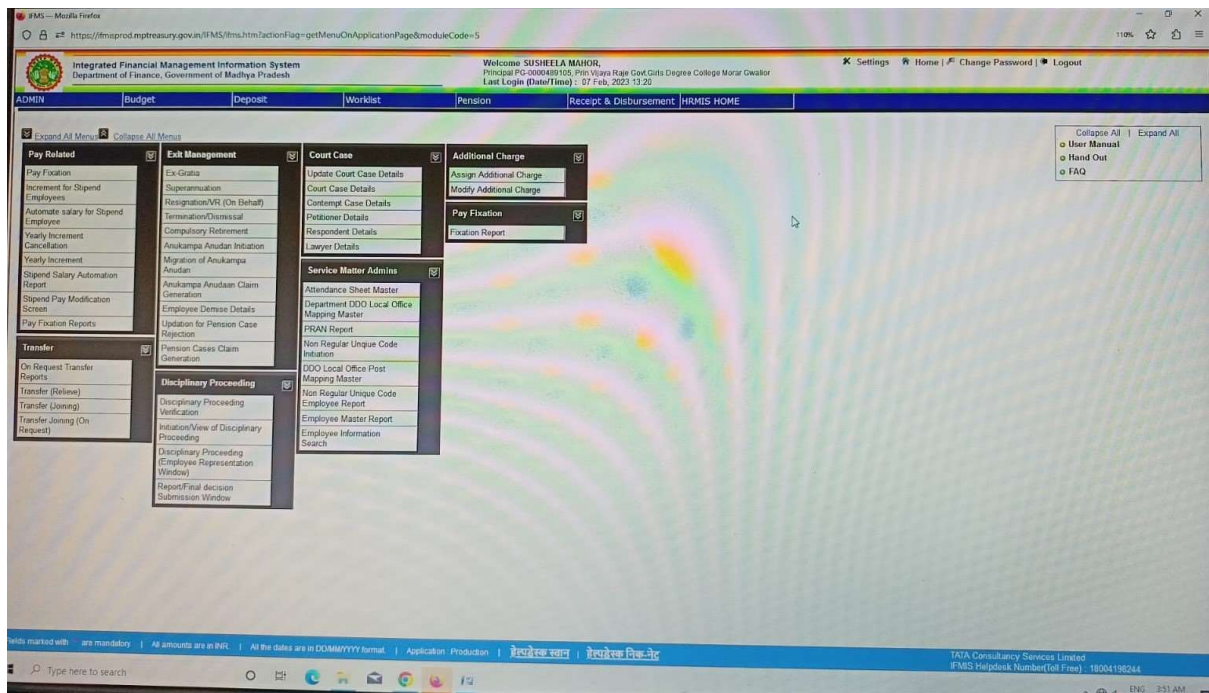 IFMS — Mozilla Firefox
https://ifmisprod.mptreasury.gov.in/IFMS/ifms.htm?actionFlag=getMenuOnApplicationPage&moduleCode=5
110%
Integrated Financial Management Information System
Department of Finance, Government of Madhya Pradesh
Welcome SUSHEELA MAHOR,
Principal PG-0000489105, Prin,Vijaya Raje Govt.Girls Degree College Morar Gwalior
Last Login (Date/Time) : 07 Feb, 2023 13:20
Settings Home | Change Password | Logout
ADMIN Budget Deposit Worklist Pension Receipt & Disbursement HRMIS HOME
Expand All Menus Collapse All Menus
Collapse All | Expand All
User Manual
Hand Out
FAQ
Pay Related
Pay Fixation
Increment for Stipend
Employees
Automate salary for Stipend
Employee
Yearly Increment
Cancellation
Yearly Increment
Stipend Salary Automation
Report
Stipend Pay Modification
Screen
Pay Fixation Reports
Transfer
On Request Transfer
Reports
Transfer (Relieve)
Transfer (Joining)
Transfer Joining (On
Request)
Exit Management
Ex-Gratia
Superannuation
Resignation/VR (On Behalf)
Termination/Dismissal
Compulsory Retirement
Anukampa Anudan Initiation
Migration of Anukampa
Anudan
Anukampa Anudaan Claim
Generation
Employee Demise Details
Updation for Pension Case
Rejection
Pension Cases Claim
Generation
Disciplinary Proceeding
Disciplinary Proceeding
Verification
Initiation/View of Disciplinary
Proceeding
Disciplinary Proceeding
(Employee Representation
Window)
Report/Final decision
Submission Window
Court Case
Update Court Case Details
Court Case Details
Contempt Case Details
Petitioner Details
Respondent Details
Lawyer Details
Service Matter Admins
Attendance Sheet Master
Department DDO Local Office
Mapping Master
PRAN Report
Non Regular Unqiue Code
Initiation
DDO Local Office Post
Mapping Master
Non Regular Unique Code
Employee Report
Employee Master Report
Employee Information
Search
Additional Charge
Assign Additional Charge
Modify Additional Charge
Pay Fixation
Fixation Report
Fields marked with are mandatory | All amounts are in INR. | All the dates are in DD/MM/YYYY format. | Application : Production | हेल्पडेस्क स्वान | हेल्पडेस्क निक-नेट
TATA Consultancy Services Limited
IFMIS Helpdesk Number(Toll Free) : 18004198244
Type here to search
ENG 3:51 AM